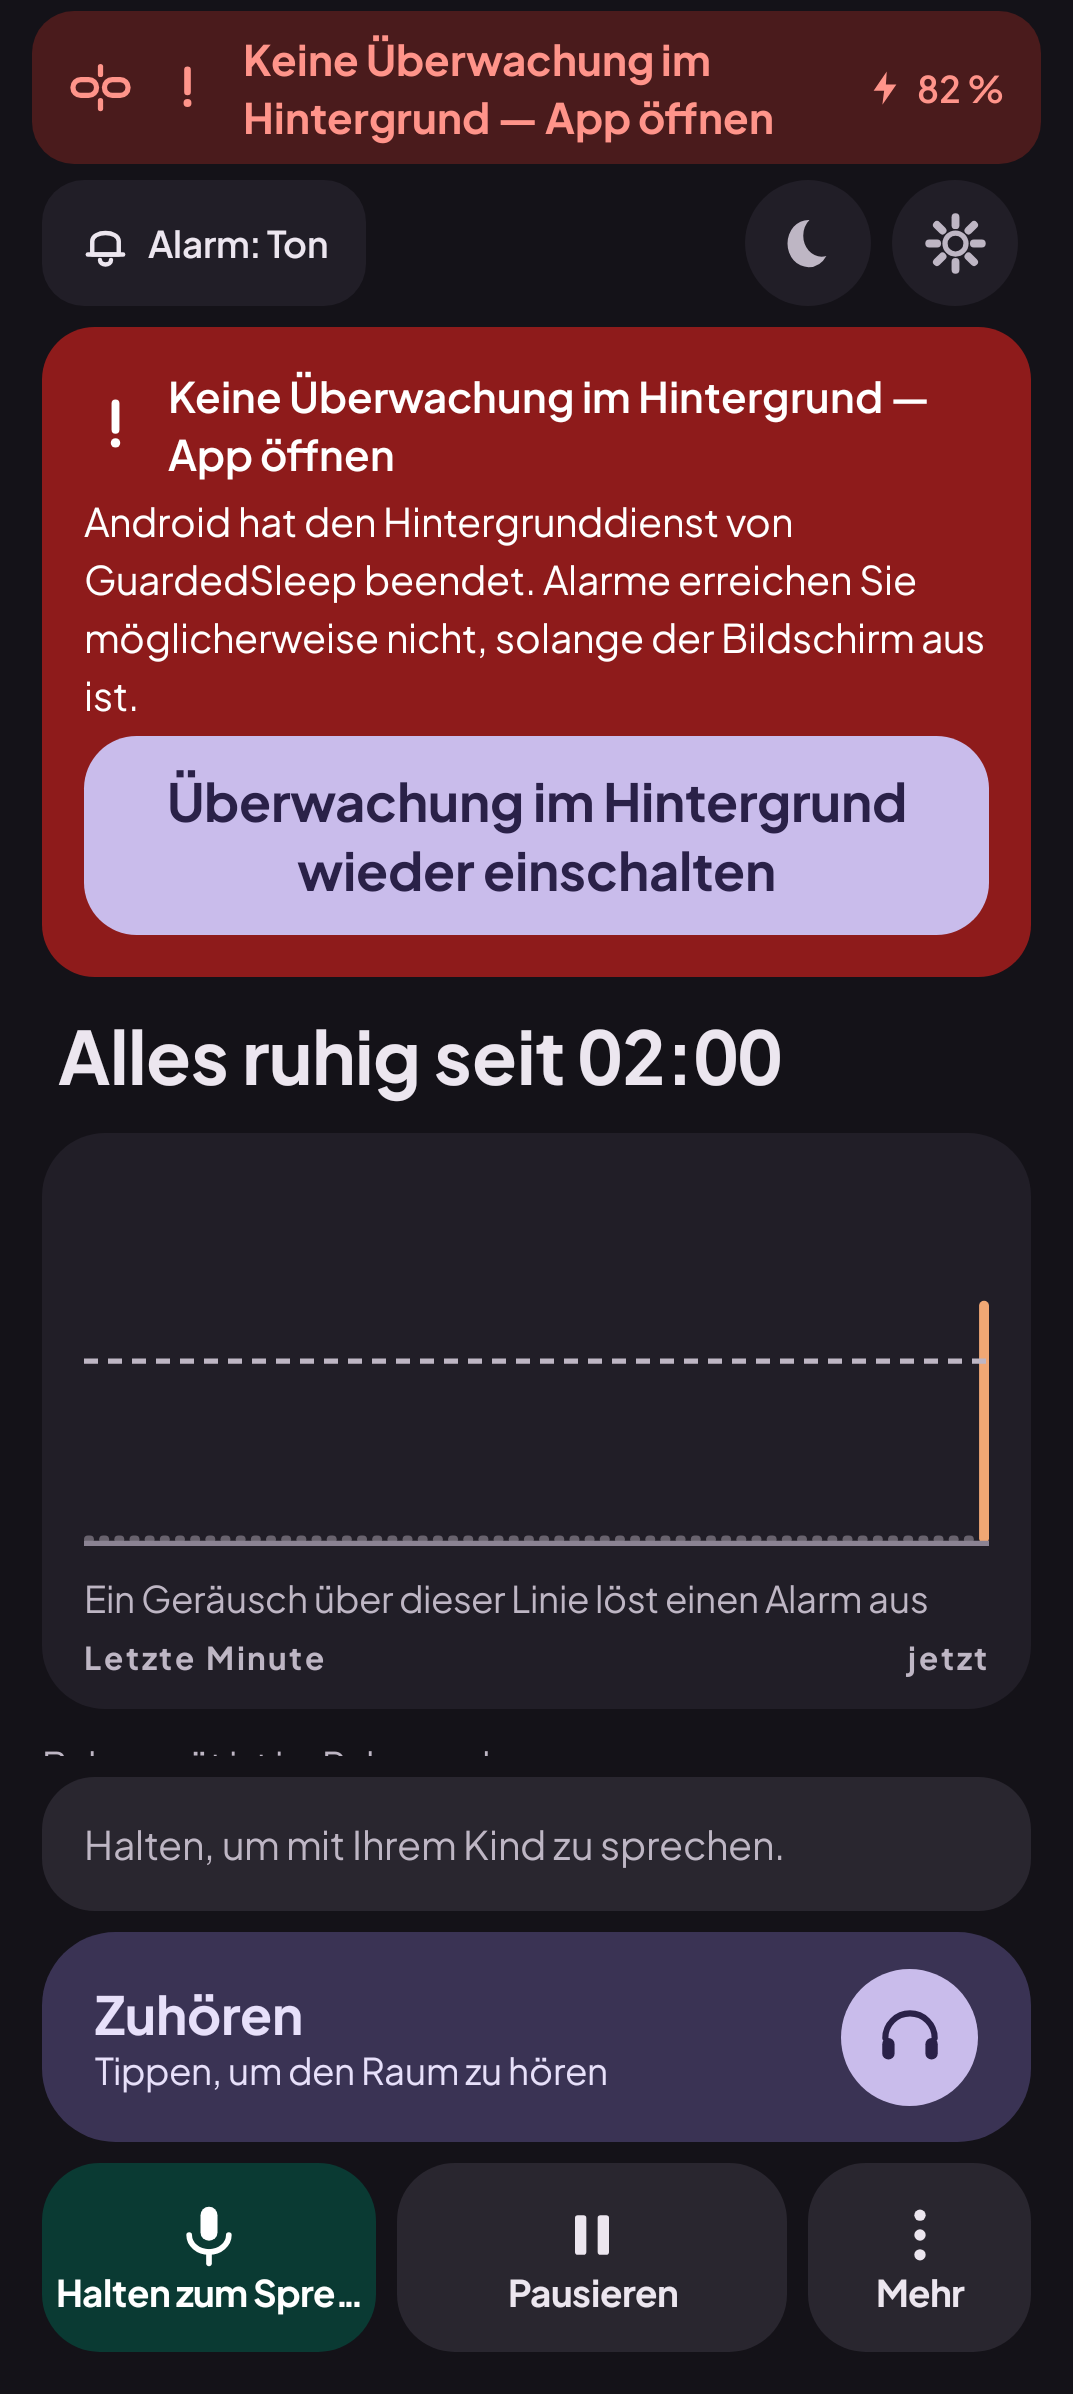 Keine Überwachung im
Hintergrund — App öffnen
82 %
Alarm: Ton
Keine Überwachung im Hintergrund —
App öffnen
Android hat den Hintergrunddienst von
GuardedSleep beendet. Alarme erreichen Sie
möglicherweise nicht, solange der Bildschirm aus
ist.
Überwachung im Hintergrund
wieder einschalten
Alles ruhig seit 02:00
Ein Geräusch über dieser Linie löst einen Alarm aus
Letzte Minute
jetzt
Halten, um mit Ihrem Kind zu sprechen.
Zuhören
Tippen, um den Raum zu hören
Halten zum Spre...
Pausieren
Mehr